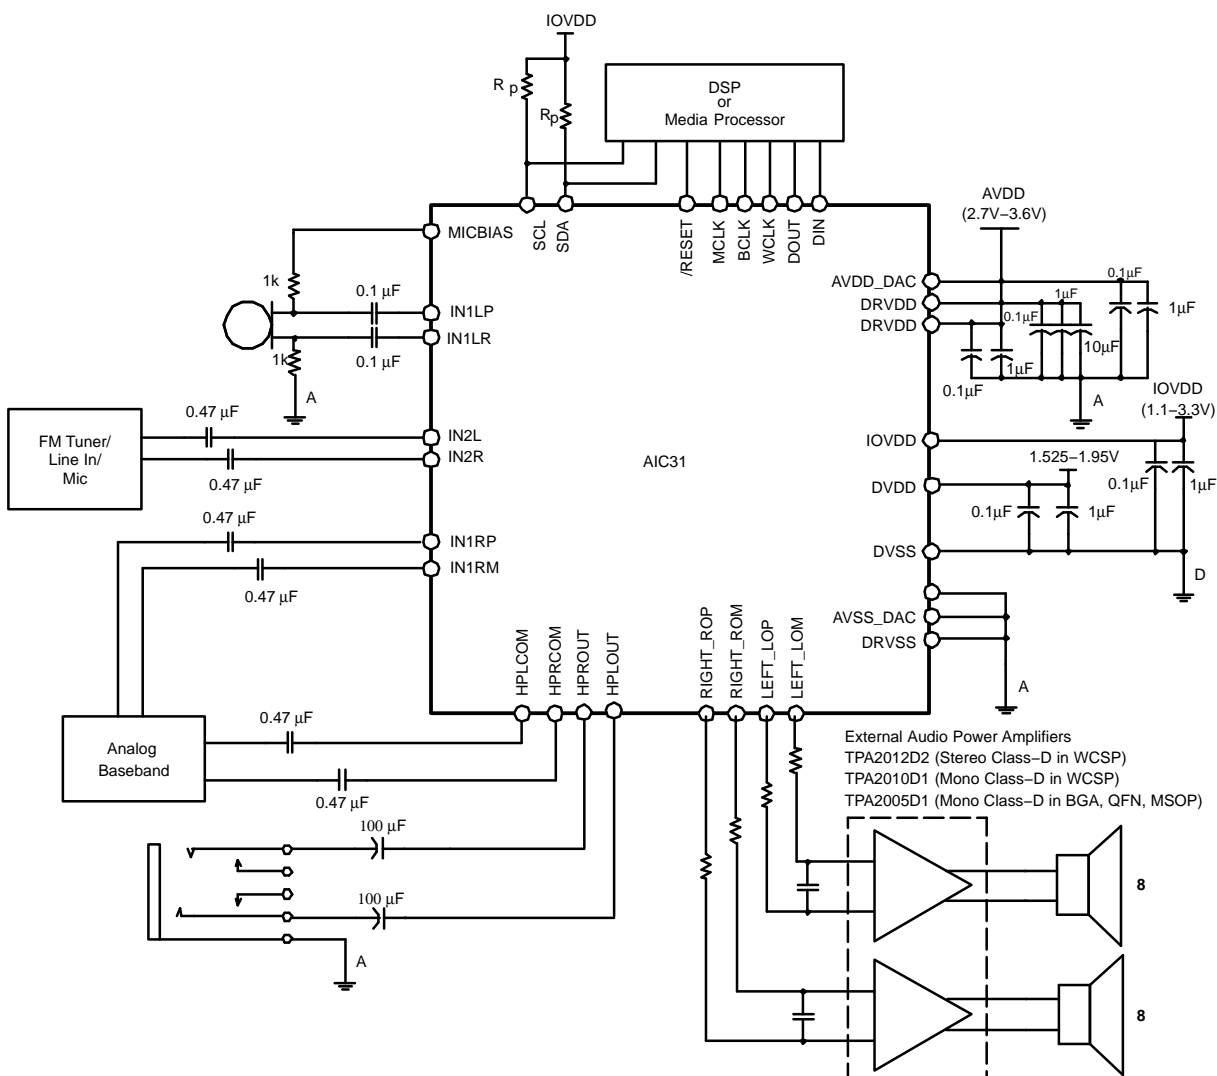 IOVDD
R p
Rp
DSP
or
Media Processor
SCL
SDA
/RESET
MCLK
BCLK
WCLK
DOUT
DIN
AVDD
(2.7V−3.6V)
MICBIAS
1k
0.1 μF
IN1LP
IN1LR
1k
0.1 μF
A
AVDD_DAC
DRVDD
DRVDD
0.1μF
1μF
1μF
0.1μF
10μF
1μF
0.1μF
A
IOVDD
(1.1−3.3V)
FM Tuner/
Line In/
Mic
0.47 μF
IN2L
IN2R
0.47 μF
AIC31
IOVDD
1.525−1.95V
0.1μF
1μF
DVDD
0.1μF
1μF
DVSS
D
0.47 μF
IN1RP
IN1RM
0.47 μF
AVSS_DAC
DRVSS
A
HPLCOM
HPRCOM
HPROUT
HPLOUT
RIGHT_ROP
RIGHT_ROM
LEFT_LOP
LEFT_LOM
Analog
Baseband
0.47 μF
0.47 μF
External Audio Power Amplifiers
TPA2012D2 (Stereo Class−D in WCSP)
TPA2010D1 (Mono Class−D in WCSP)
TPA2005D1 (Mono Class−D in BGA, QFN, MSOP)
100 μF
100 μF
A
8
8